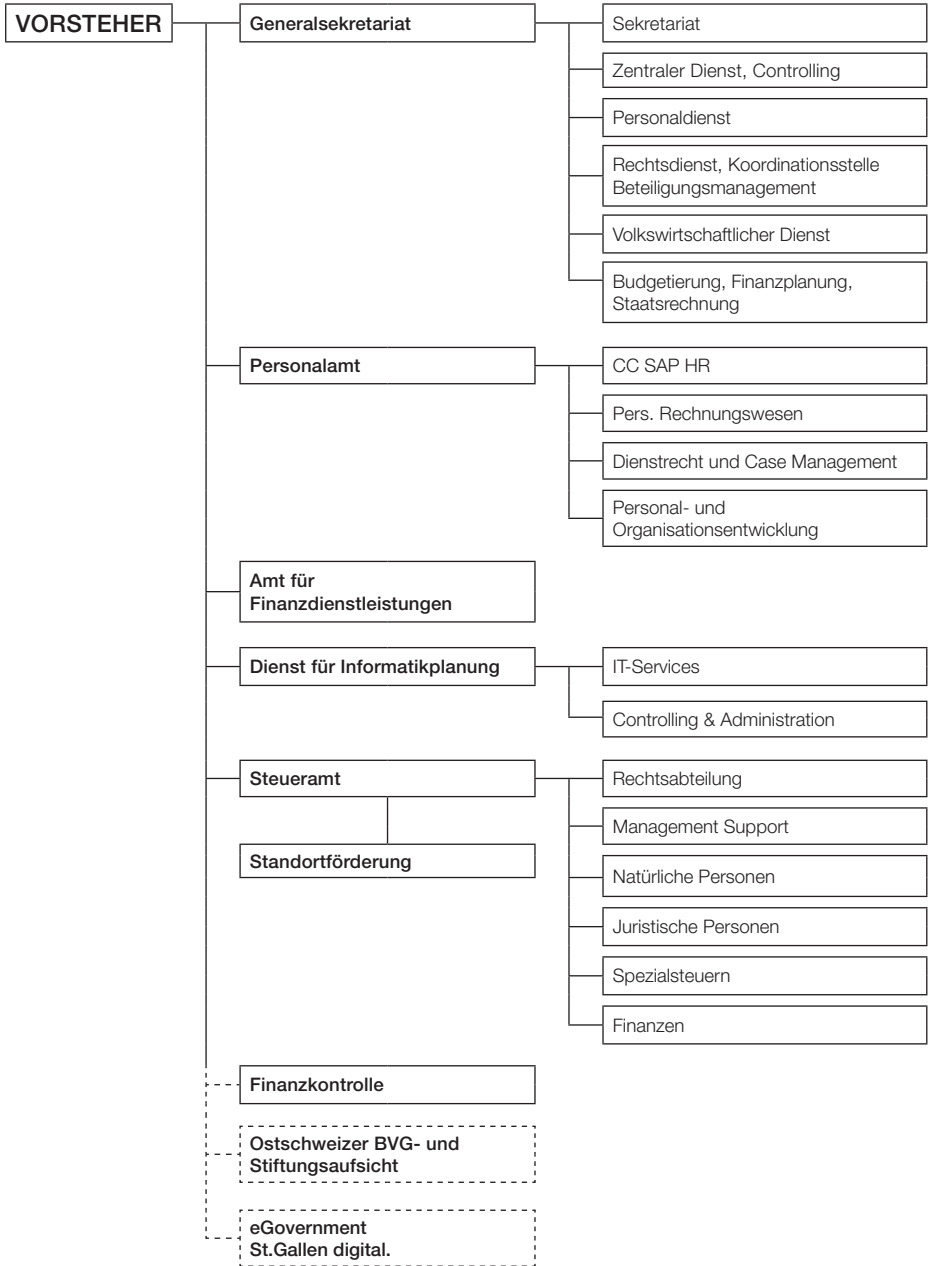 VORSTEHER
Generalsekretariat
Sekretariat
Zentraler Dienst, Controlling
Personaldienst
Rechtsdienst, Koordinationsstelle
Beteiligungsmanagement
Volkswirtschaftlicher Dienst
Budgetierung, Finanzplanung,
Staatsrechnung
Personalamt
CC SAP HR
Pers. Rechnungswesen
Dienstrecht und Case Management
Personal- und
Organisationsentwicklung
Amt für
Finanzdienstleistungen
Dienst für Informatikplanung
IT-Services
Controlling & Administration
Steueramt
Rechtsabteilung
Management Support
Standortförderung
Natürliche Personen
Juristische Personen
Spezialsteuern
Finanzen
Finanzkontrolle
Ostschweizer BVG- und
Stiftungsaufsicht
eGovernment
St.Gallen digital.